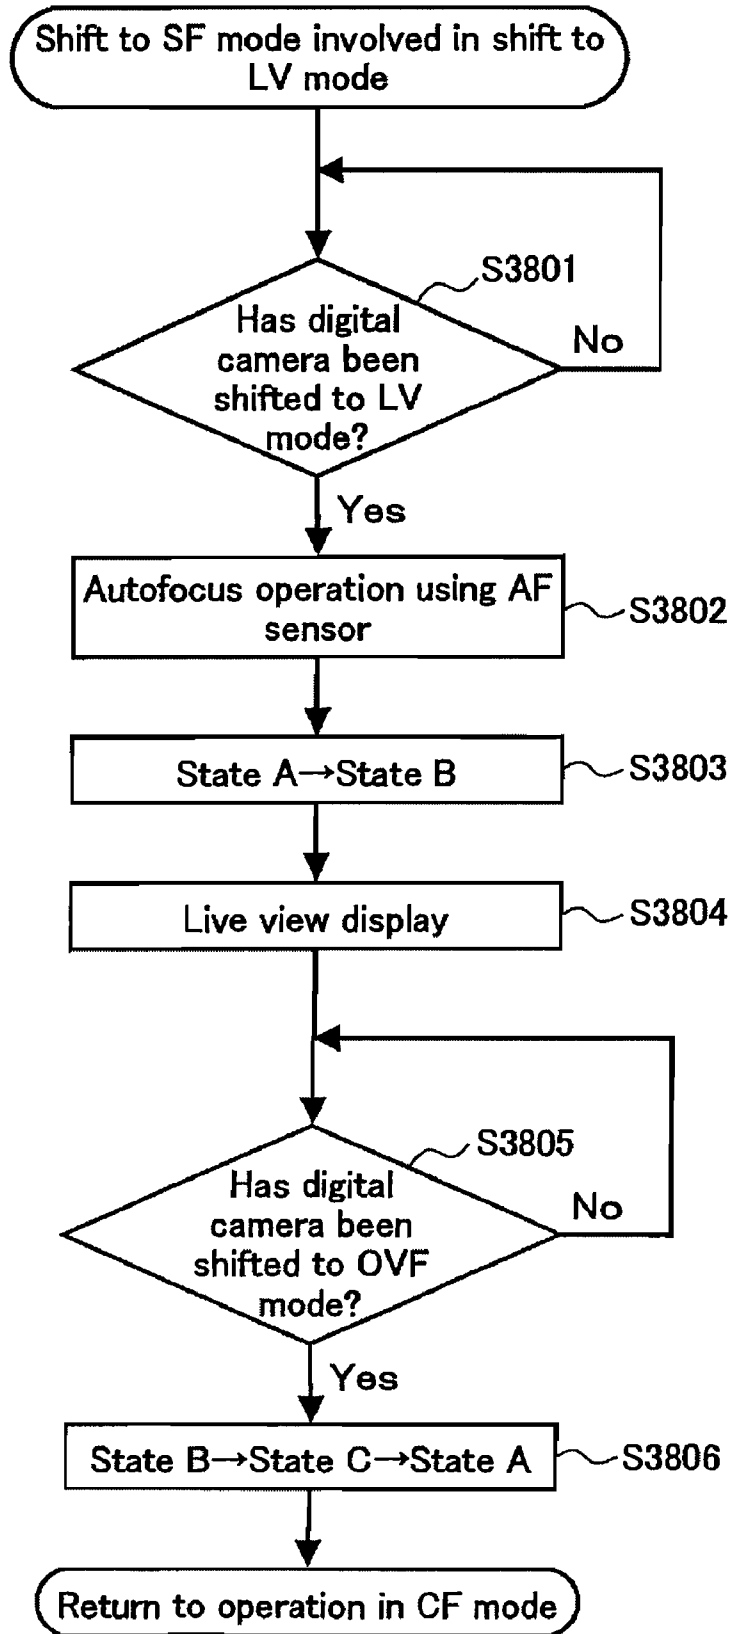 Shift to SF mode involved in shift to
LV mode
S3801
Has digital
camera been
shifted to LV
mode?
No
Yes
Autofocus operation using AF
sensor
S3802
State A→State B
S3803
Live view display
S3804
S3805
Has digital
camera been
shifted to OVF
mode?
No
Yes
State B→State C→State A
S3806
Return to operation in CF mode